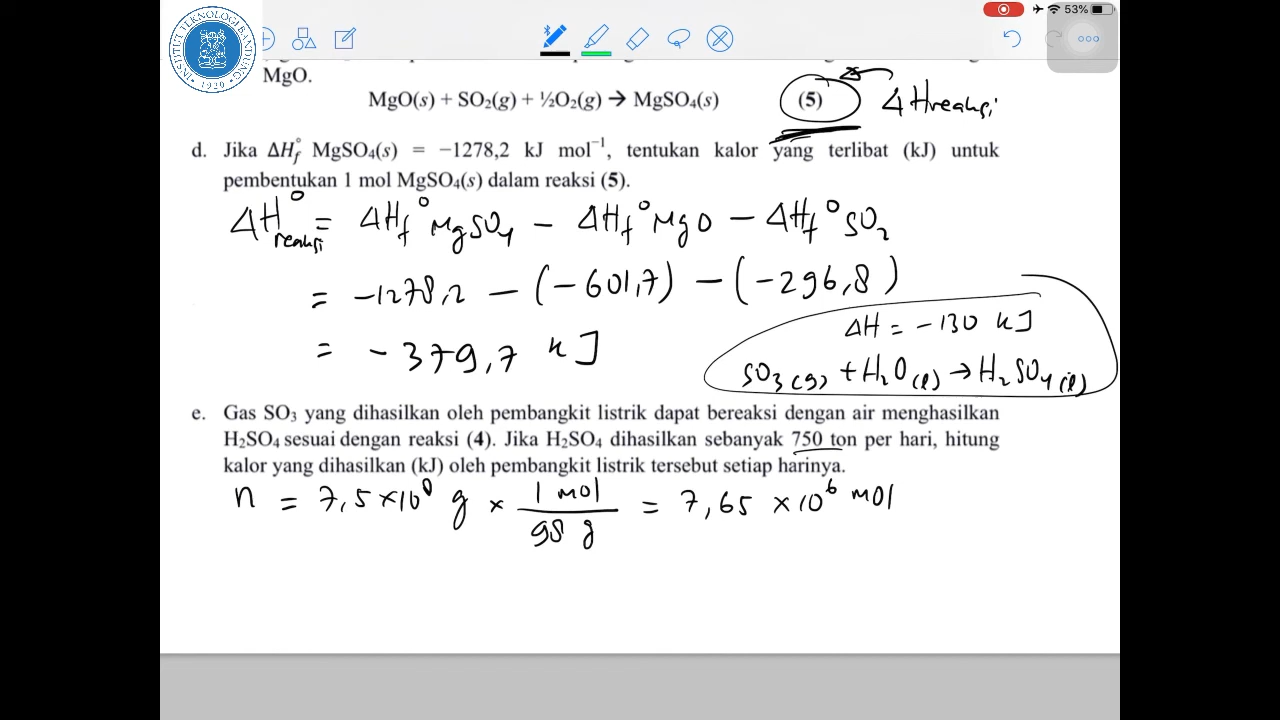 53%
INSTITUT TEKNOLOGI BANDUNG
1920
MgO.
MgO(s) + SO₂(g) + ½O₂(g) → MgSO₄(s) (5) ΔHreaksi
d. Jika ΔH°f MgSO₄(s) = −1278,2 kJ mol⁻¹, tentukan kalor yang terlibat (kJ) untuk
pembentukan 1 mol MgSO₄(s) dalam reaksi (5).
ΔH°reaksi = ΔHf° MgSO4 − ΔHf° MgO − ΔHf° SO2
= −1278,2 − (−601,7) − (−296,8)
= −379,7 kJ
ΔH = −130 kJ
SO3(g) + H2O(l) → H2SO4(l)
e. Gas SO₃ yang dihasilkan oleh pembangkit listrik dapat bereaksi dengan air menghasilkan
H₂SO₄ sesuai dengan reaksi (4). Jika H₂SO₄ dihasilkan sebanyak 750 ton per hari, hitung
kalor yang dihasilkan (kJ) oleh pembangkit listrik tersebut setiap harinya.
n = 7,5 × 10⁸ g × 1 mol / 98 g = 7,65 × 10⁶ mol